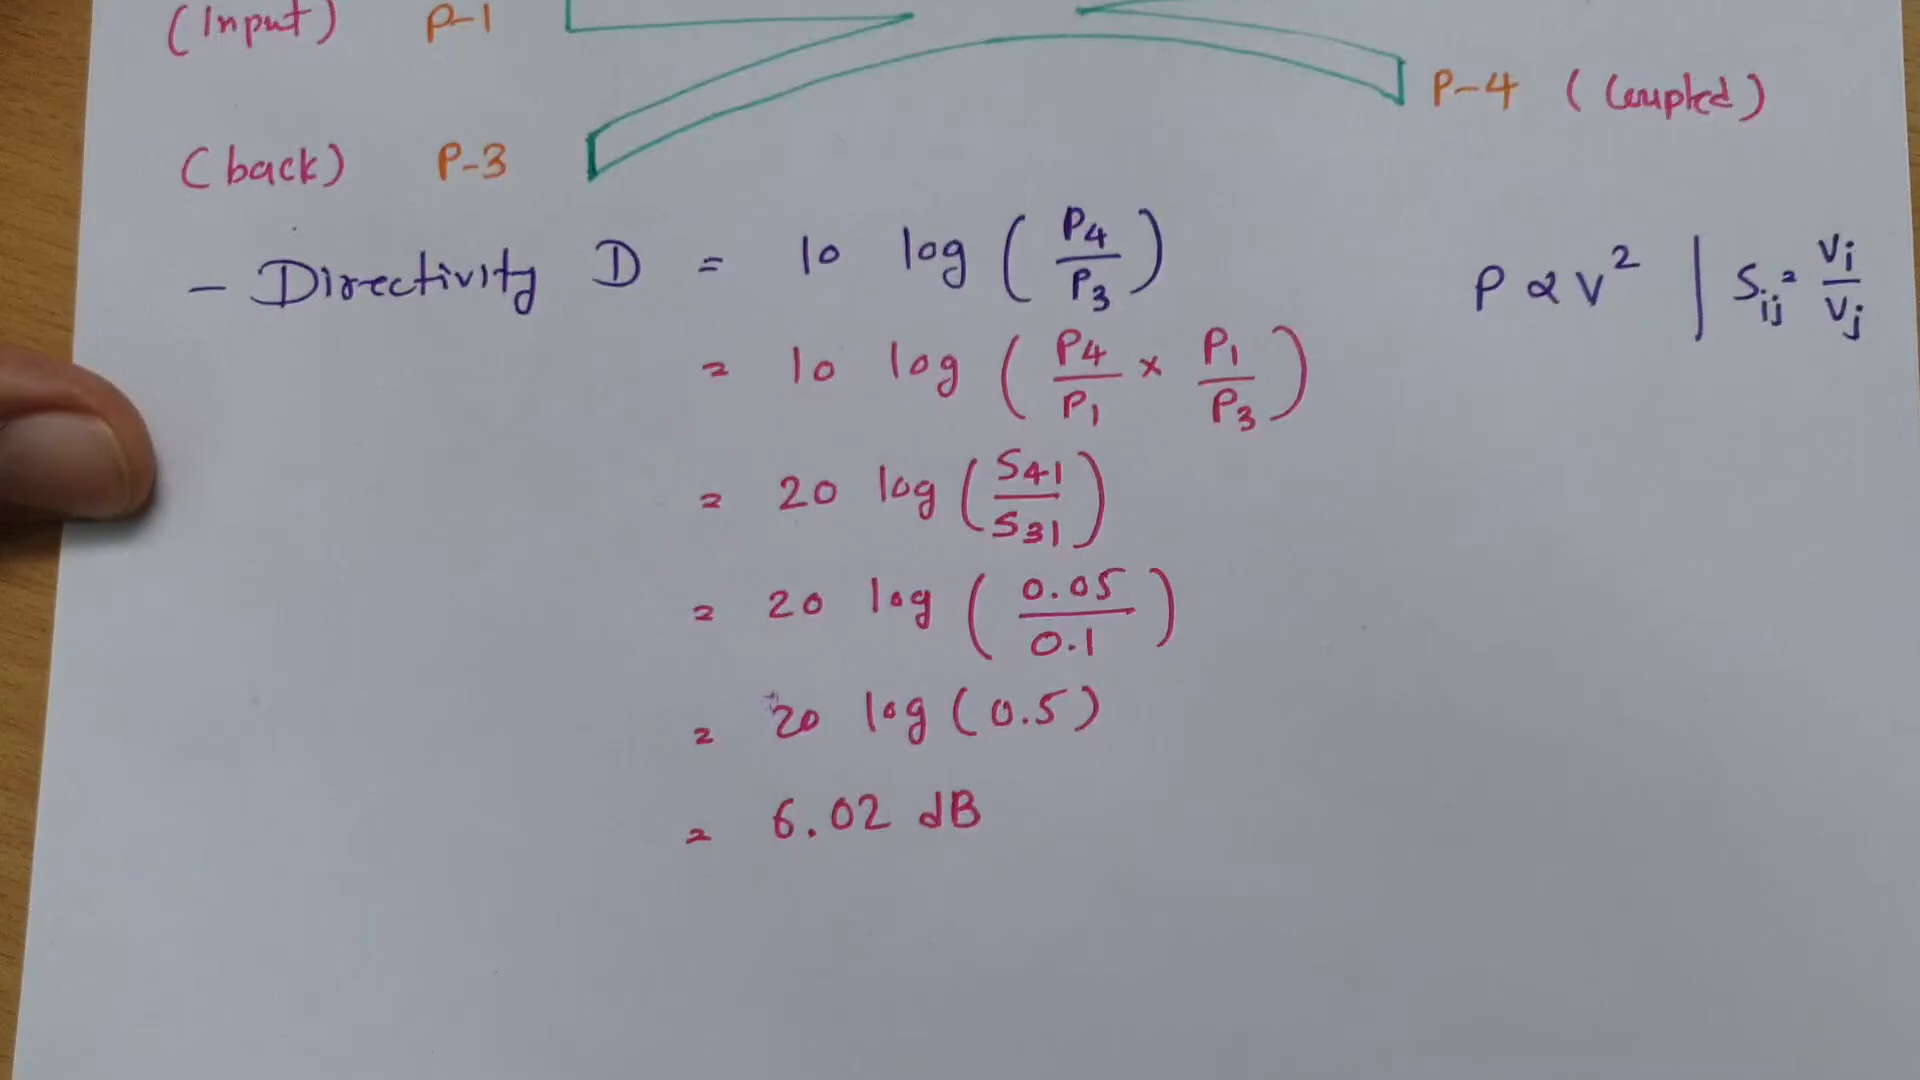 (Input) P-1
P-4 (Coupled)
(back) P-3
- Directivity D = 10 log (P4/P3)
P ∝ V² | Sij = Vi/Vj
= 10 log (P4/P1 × P1/P3)
= 20 log (S41/S31)
= 20 log (0.05/0.1)
= 20 log (0.5)
= 6.02 dB